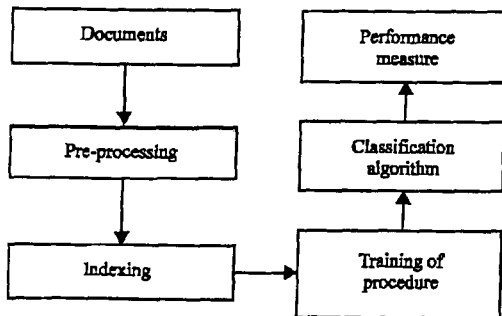 Documents
Pre-processing
Indexing
Training of
procedure
Classification
algorithm
Performance
measure